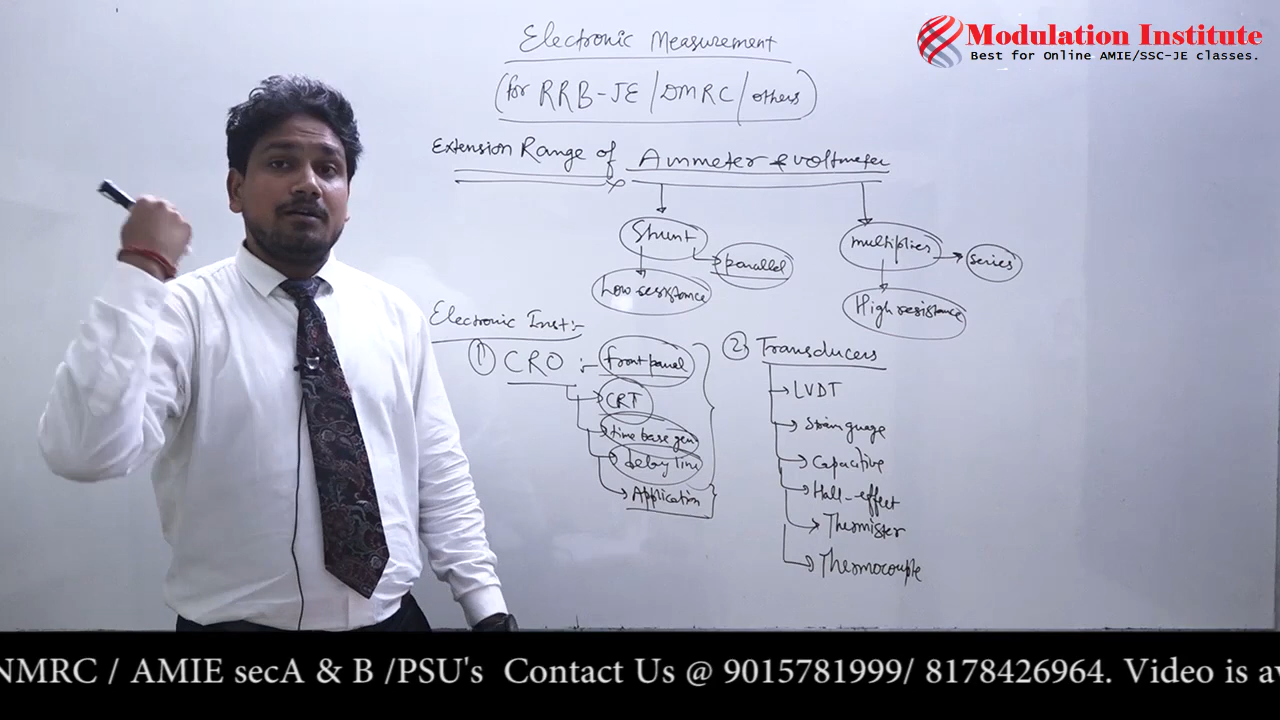 Modulation Institute
Best for Online AMIE/SSC-JE classes.
Electronic Measurement
(for RRB-JE/DMRC/others)
Extension Range of Ammeter & voltmeter
Shunt
parallel
Low resistance
multiplier
series
High resistance
Electronic Inst:-
① CRO :- front panel
CRT
time base gen
delay line
Application
② Transducers
LVDT
Strain guage
Capacitive
Hall-effect
Thermister
Thermocouple
NMRC / AMIE secA & B /PSU's Contact Us @ 9015781999/ 8178426964. Video is av